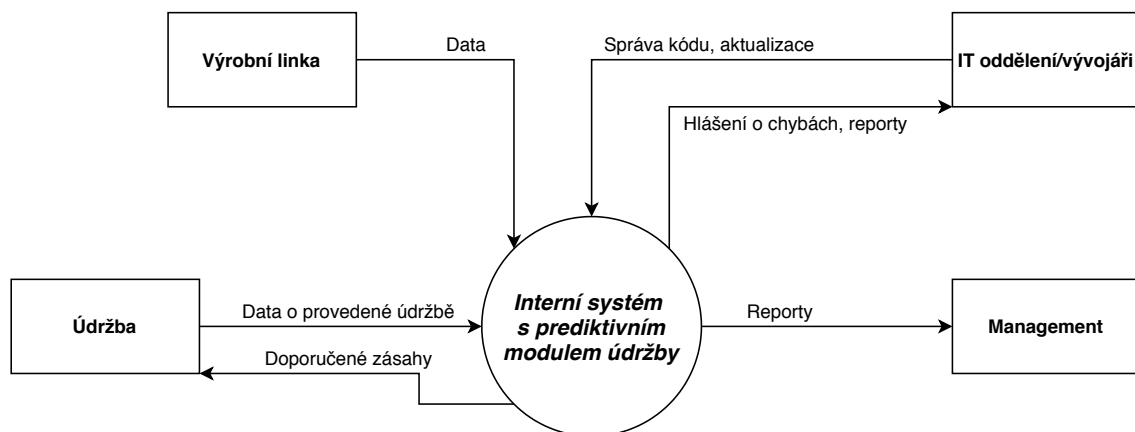 Výrobní linka
Data
Správa kódu, aktualizace
IT oddělení/vývojáři
Hlášení o chybách, reporty
Údržba
Data o provedené údržbě
Doporučené zásahy
Interní systém
s prediktivním
modulem údržby
Reporty
Management